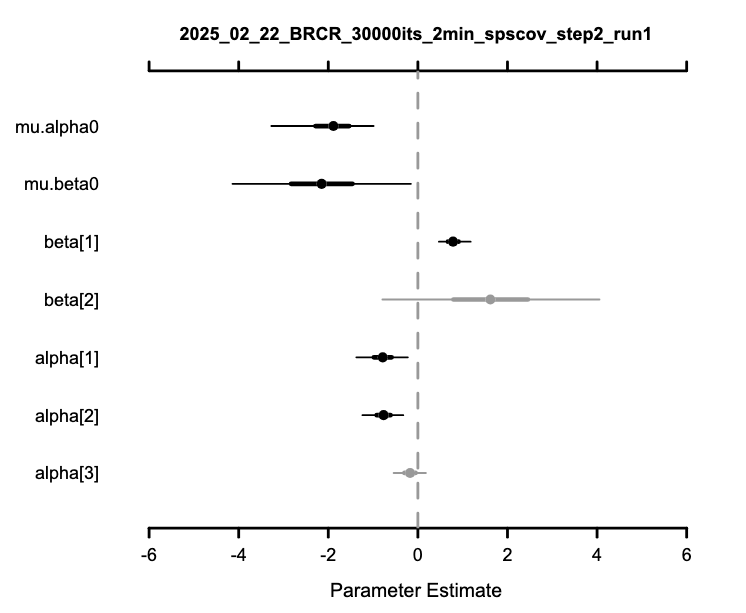 2025_02_22_BRCR_30000its_2min_spscov_step2_run1
mu.alpha0
mu.beta0
beta[1]
beta[2]
alpha[1]
alpha[2]
alpha[3]
-6 -4 -2 0 2 4 6
Parameter Estimate